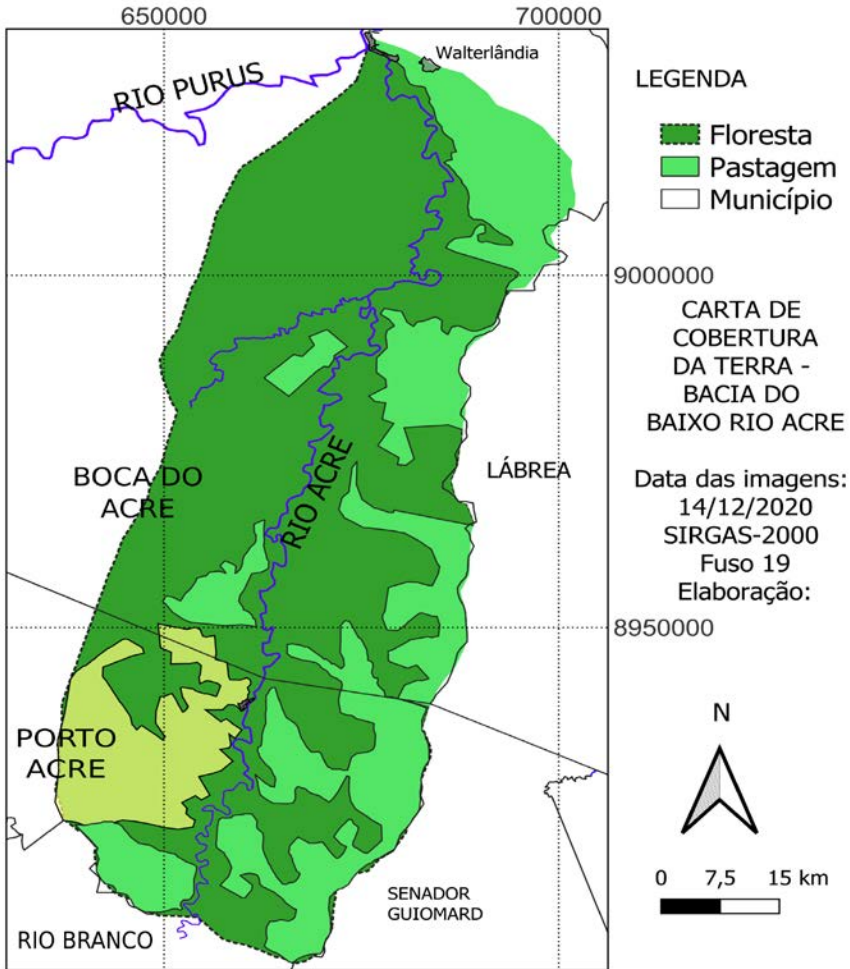 650000
700000
Walterlândia
RIO PURUS
LEGENDA
Floresta
Pastagem
Município
9000000
CARTA DE
COBERTURA
DA TERRA -
BACIA DO
BAIXO RIO ACRE
BOCA DO
ACRE
RIO ACRE
LÁBREA
Data das imagens:
14/12/2020
SIRGAS-2000
Fuso 19
Elaboração:
8950000
PORTO
ACRE
N
0 7,5 15 km
SENADOR
GUIOMARD
RIO BRANCO